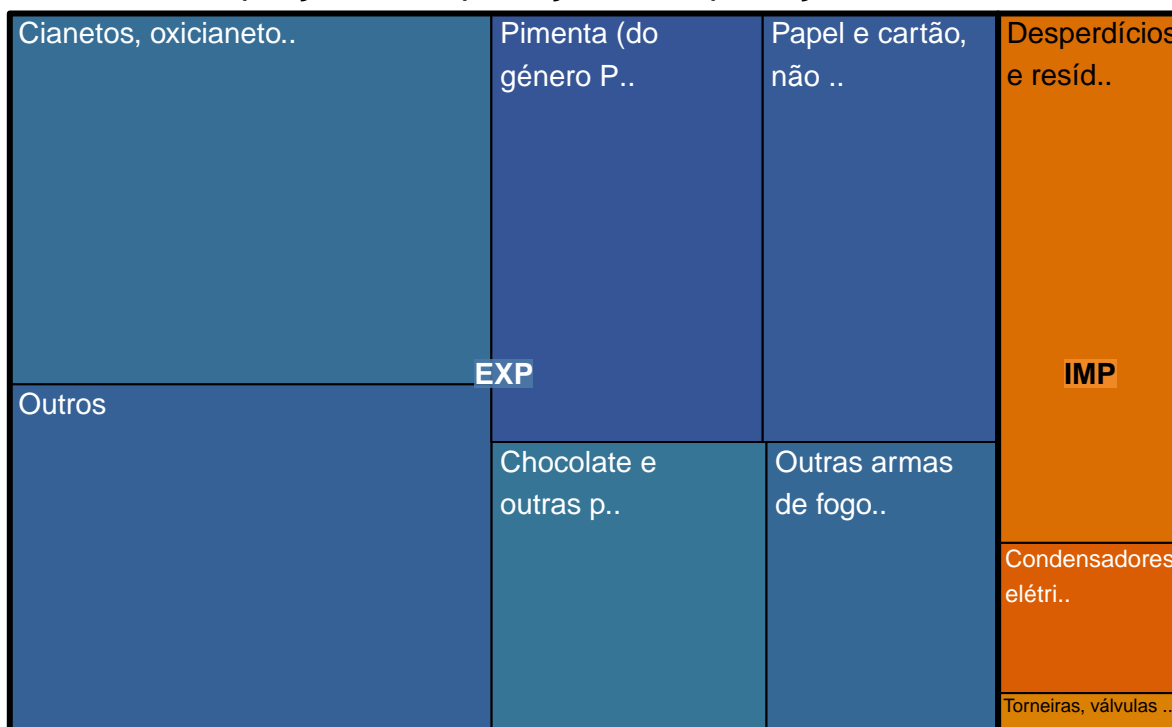 Cianetos, oxicianeto..
Pimenta (do
género P..
Papel e cartão,
não ..
Desperdícios
e resíd..
EXP
IMP
Outros
Chocolate e
outras p..
Outras armas
de fogo..
Condensadores
elétri..
Torneiras, válvulas ..